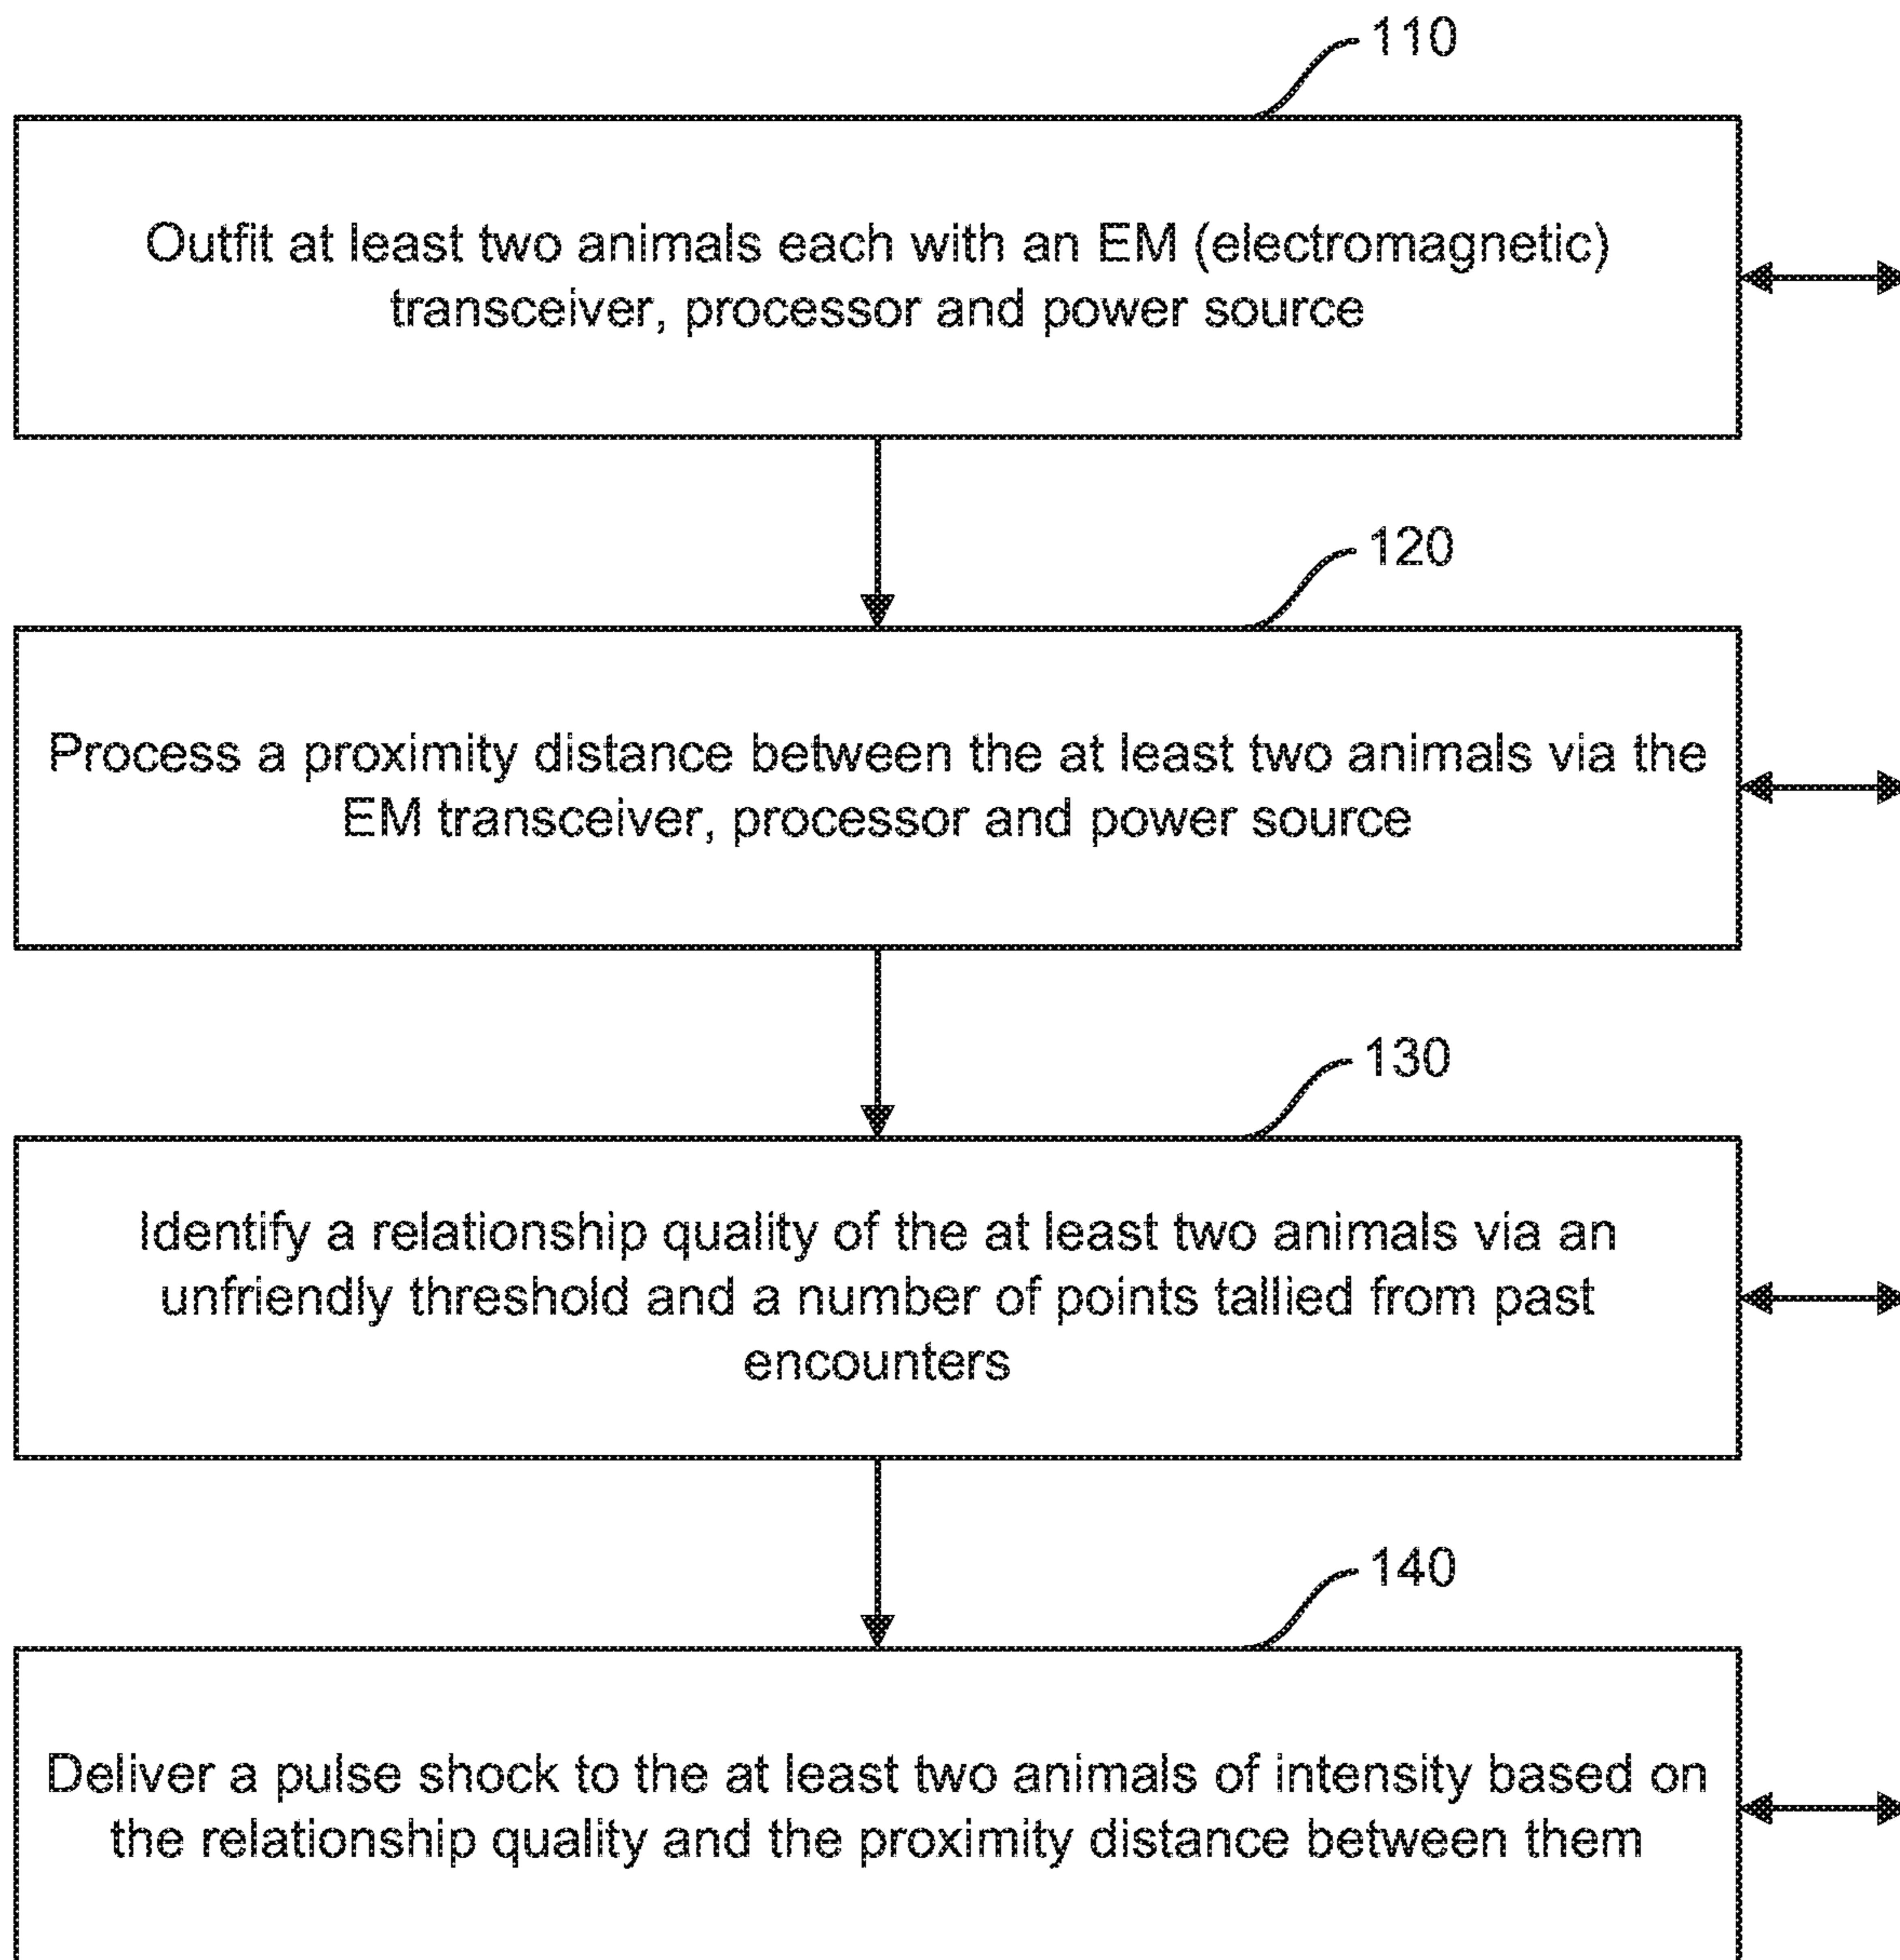 110
Outfit at least two animals each with an EM (electromagnetic)
transceiver, processor and power source
120
Process a proximity distance between the at least two animals via the
EM transceiver, processor and power source
130
Identify a relationship quality of the at least two animals via an
unfriendly threshold and a number of points tallied from past
encounters
140
Deliver a pulse shock to the at least two animals of intensity based on
the relationship quality and the proximity distance between them